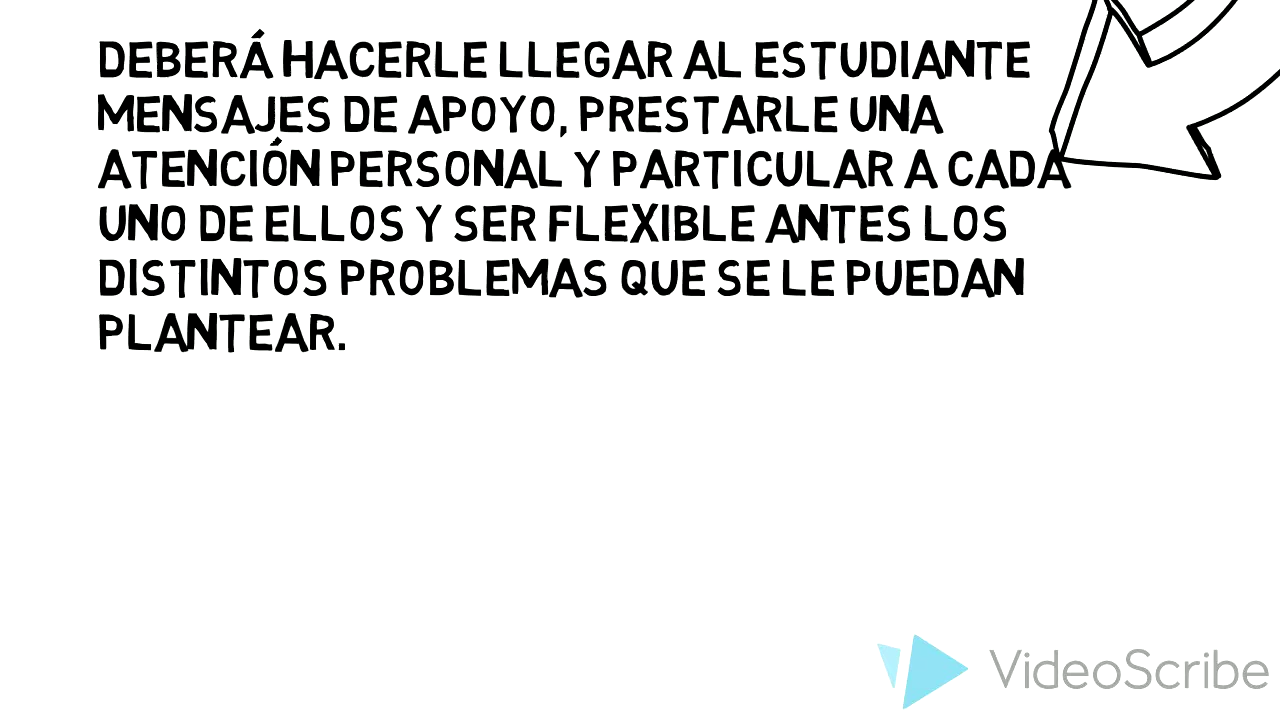 DEBERÁ HACERLE LLEGAR AL ESTUDIANTE
MENSAJES DE APOYO, PRESTARLE UNA
ATENCIÓN PERSONAL Y PARTICULAR A CADA
UNO DE ELLOS Y SER FLEXIBLE ANTES LOS
DISTINTOS PROBLEMAS QUE SE LE PUEDAN
PLANTEAR.
VideoScribe